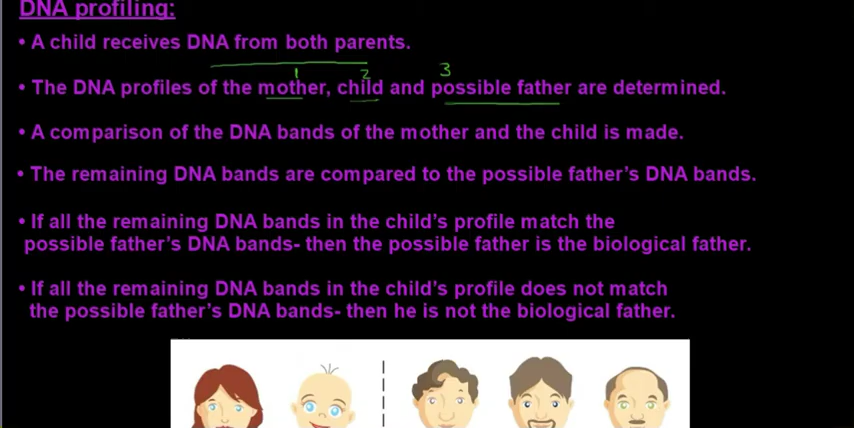 DNA profiling:
• A child receives DNA from both parents.
1 2 3
• The DNA profiles of the mother, child and possible father are determined.
• A comparison of the DNA bands of the mother and the child is made.
• The remaining DNA bands are compared to the possible father's DNA bands.
• If all the remaining DNA bands in the child's profile match the
possible father's DNA bands- then the possible father is the biological father.
• If all the remaining DNA bands in the child's profile does not match
the possible father's DNA bands- then he is not the biological father.